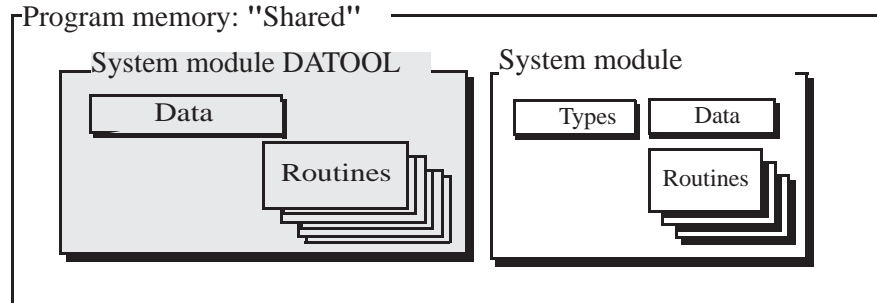 Program memory: "Shared"
System module DATOOL
Data
Routines
System module
Types
Data
Routines